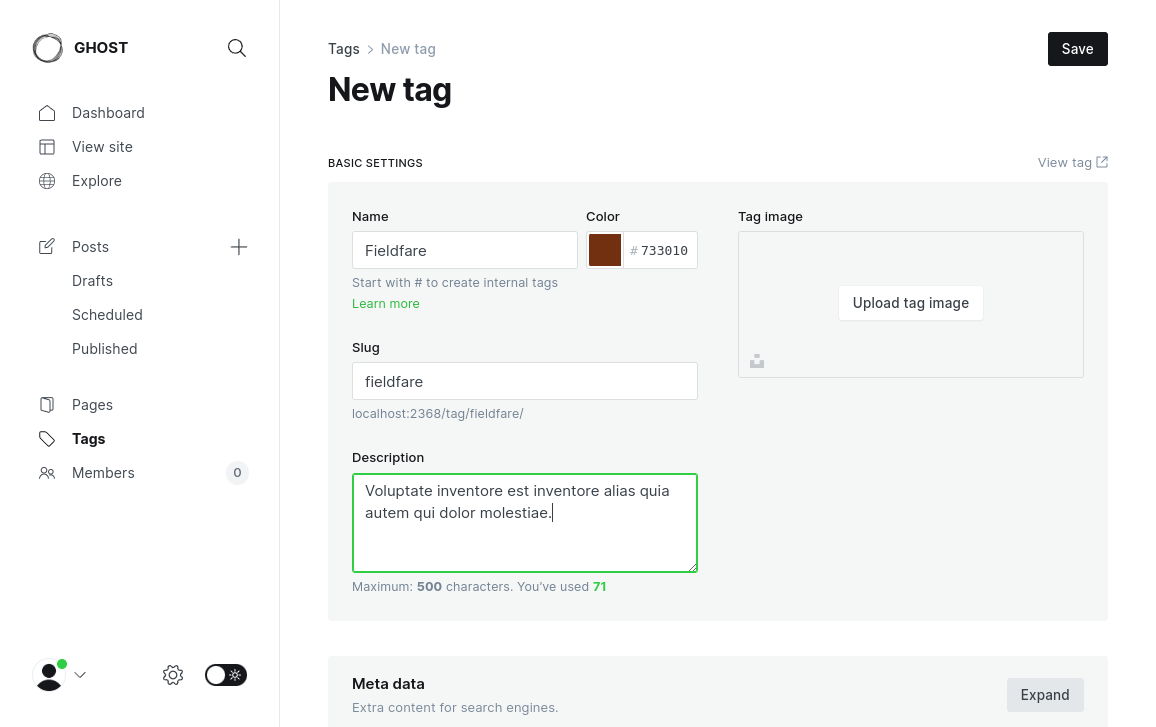 GHOST
Dashboard
View site
Explore
Posts
Drafts
Scheduled
Published
Pages
Tags
Members
0
Tags
New tag
Save
New tag
BASIC SETTINGS
View tag
Name
Fieldfare
Start with # to create internal tags
Learn more
Color
# 733010
Tag image
Upload tag image
Slug
fieldfare
localhost:2368/tag/fieldfare/
Description
Voluptate inventore est inventore alias quia
autem qui dolor molestiae.
Maximum: 500 characters. You’ve used 71
Meta data
Extra content for search engines.
Expand